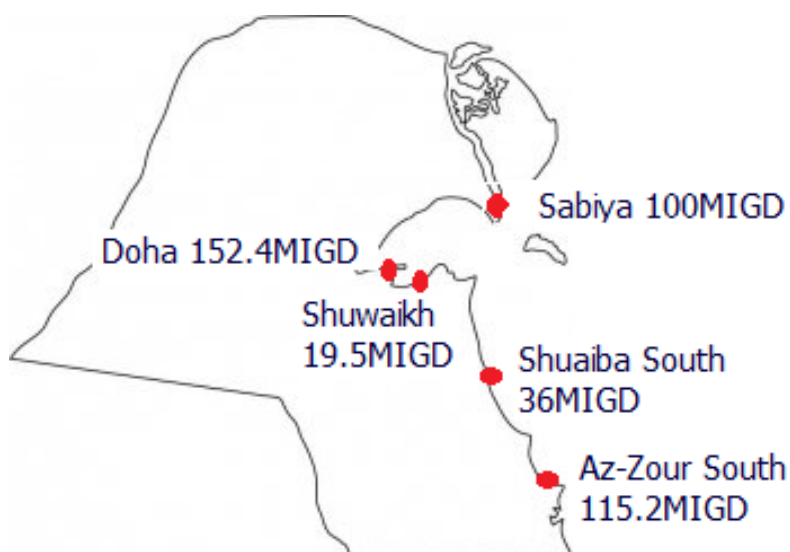 Sabiya 100MIGD
Doha 152.4MIGD
Shuwaikh
19.5MIGD
Shuaiba South
36MIGD
Az-Zour South
115.2MIGD